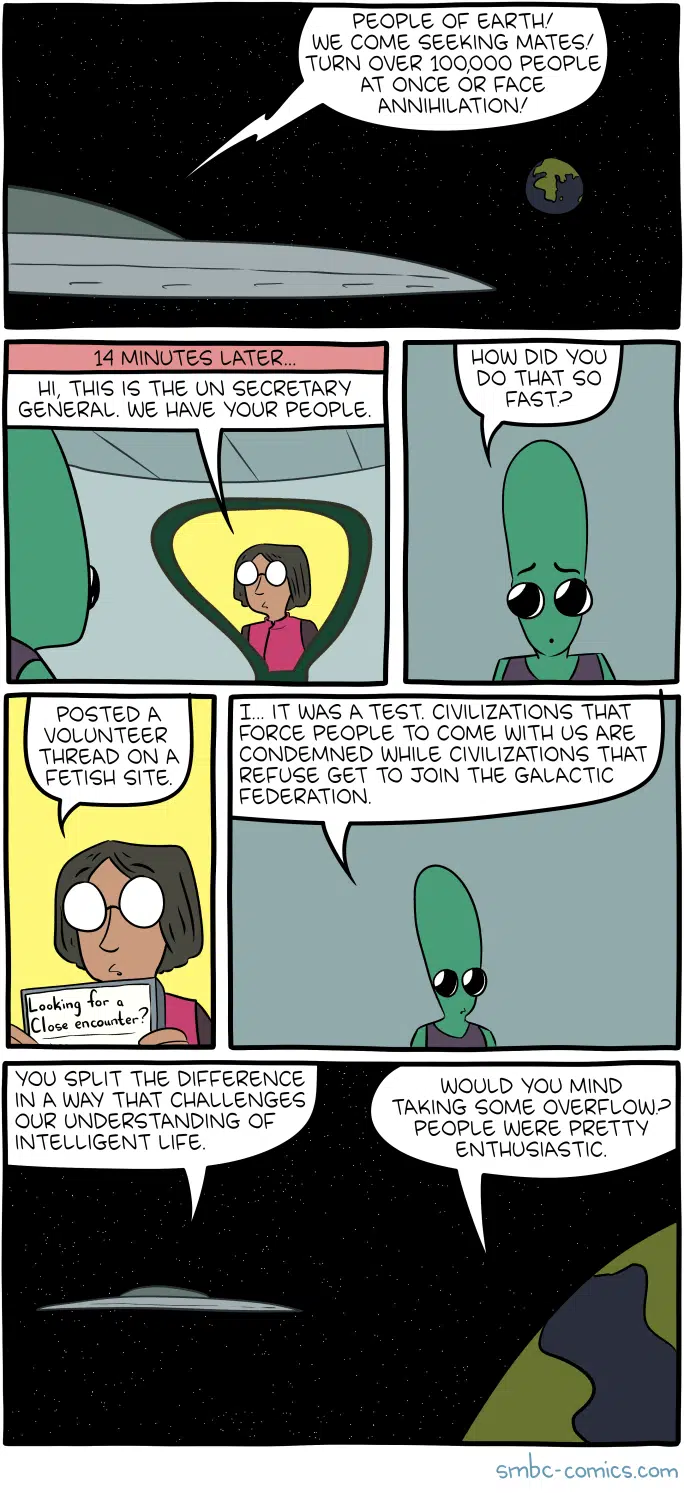 PEOPLE OF EARTH!
WE COME SEEKING MATES!
TURN OVER 100,000 PEOPLE
AT ONCE OR FACE
ANNIHILATION!
14 MINUTES LATER...
HI, THIS IS THE UN SECRETARY
GENERAL. WE HAVE YOUR PEOPLE.
HOW DID YOU
DO THAT SO
FAST?
POSTED A
VOLUNTEER
THREAD ON A
FETISH SITE.
Looking for a
Close encounter?
I... IT WAS A TEST. CIVILIZATIONS THAT
FORCE PEOPLE TO COME WITH US ARE
CONDEMNED WHILE CIVILIZATIONS THAT
REFUSE GET TO JOIN THE GALACTIC
FEDERATION.
YOU SPLIT THE DIFFERENCE
IN A WAY THAT CHALLENGES
OUR UNDERSTANDING OF
INTELLIGENT LIFE.
WOULD YOU MIND
TAKING SOME OVERFLOW?
PEOPLE WERE PRETTY
ENTHUSIASTIC.
smbc-comics.com